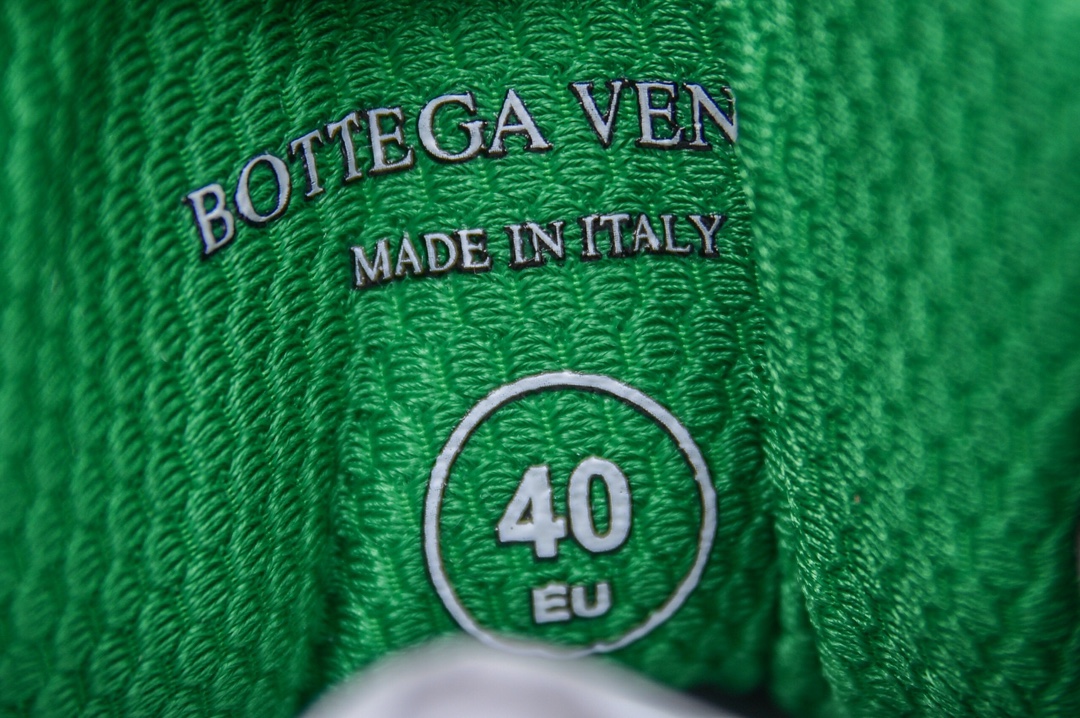 BOTTEGA VEN
MADE IN ITALY
40
EU